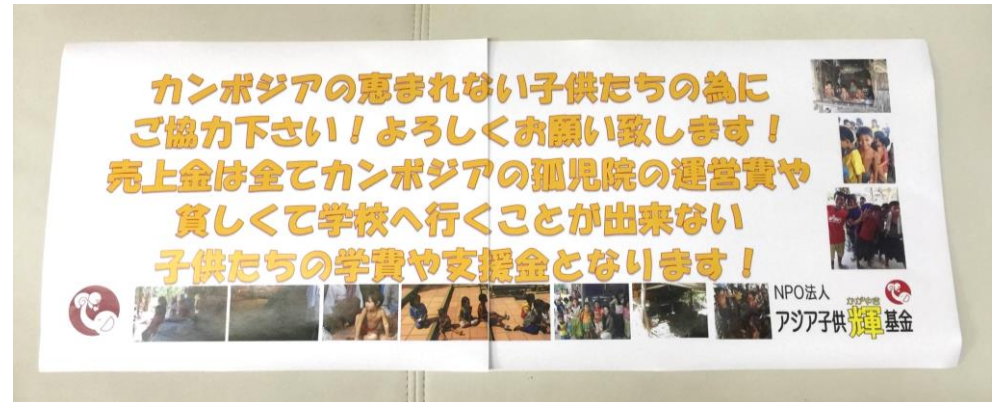 カンボジアの恵まれない子供たちの為に
ご協力下さい！よろしくお願い致します！
売上金は全てカンボジアの孤児院の運営費や
貧しくて学校へ行くことが出来ない
子供たちの学費や支援金となります！
NPO法人
かがやき
アジア子供輝基金